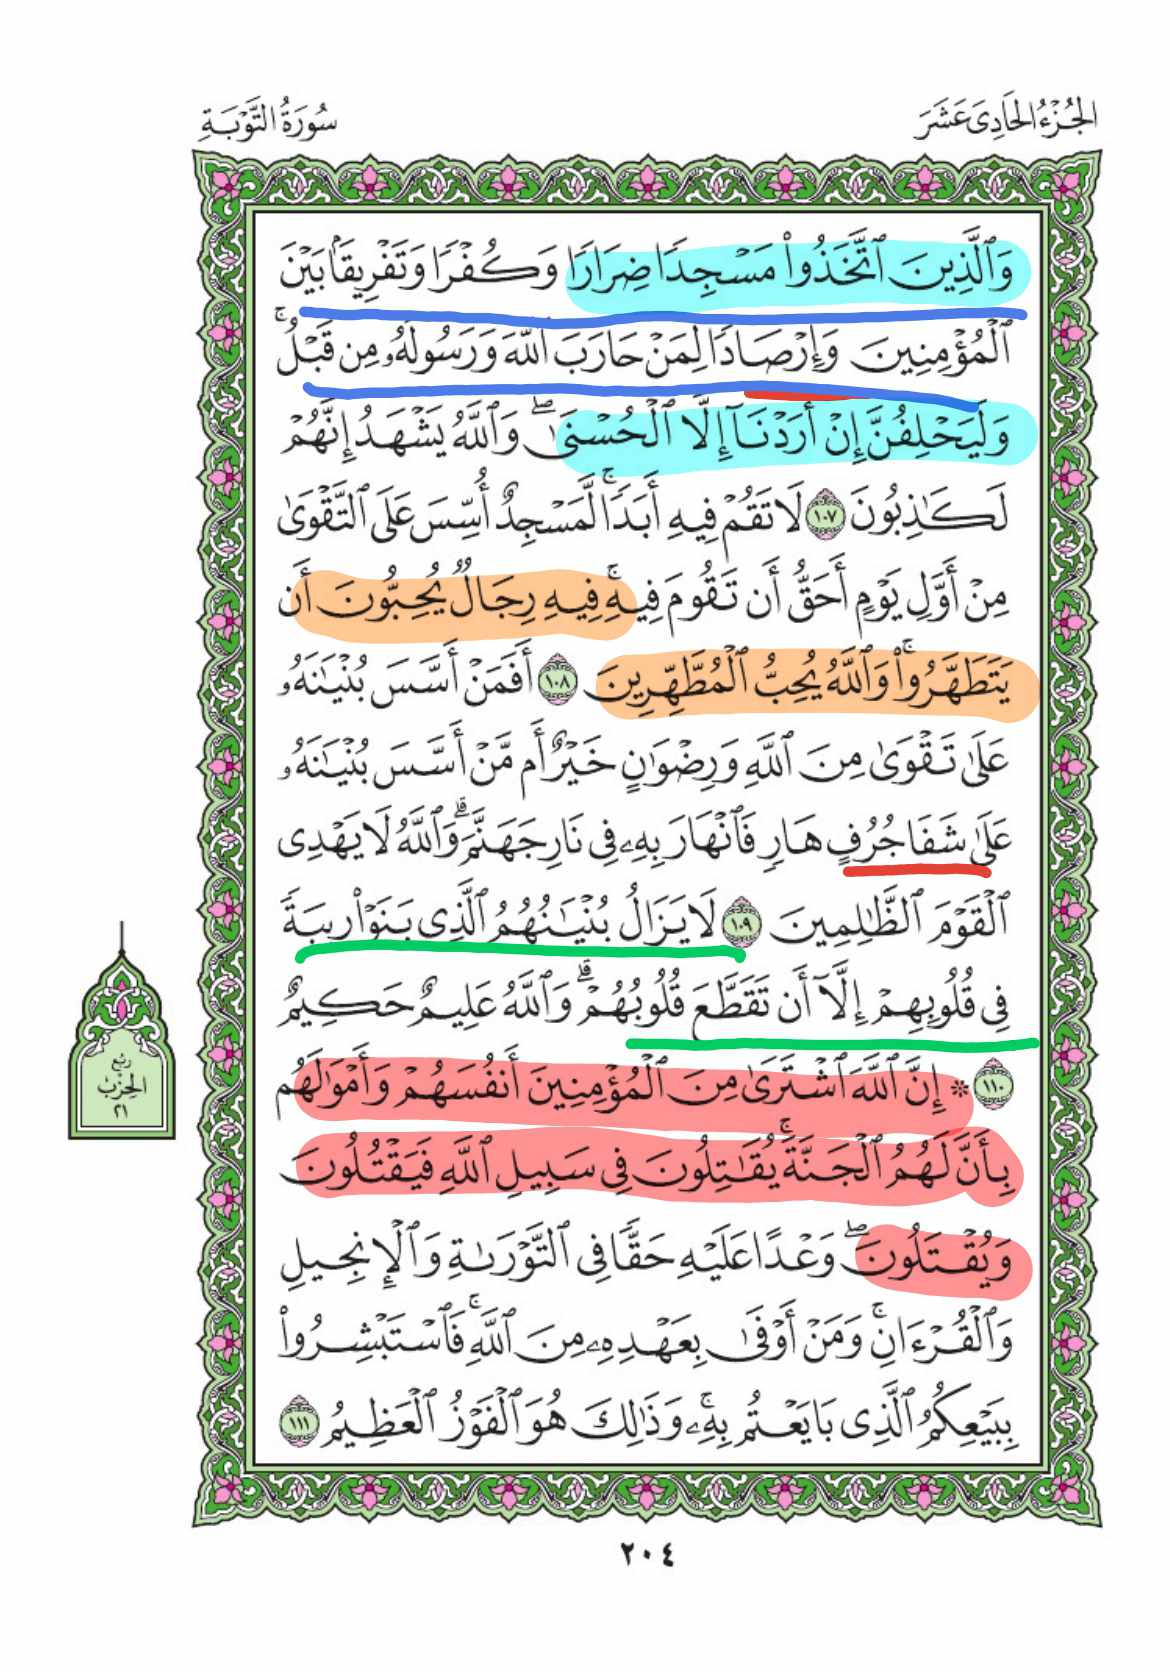 الجُزْءُ الحَادِىَ عَشَرَ
سُورَةُ التَّوْبَةِ
وَٱلَّذِينَ ٱتَّخَذُوا۟ مَسْجِدًا ضِرَارًا وَكُفْرًا وَتَفْرِيقًۢا بَيْنَ
ٱلْمُؤْمِنِينَ وَإِرْصَادًا لِّمَنْ حَارَبَ ٱللَّهَ وَرَسُولَهُۥ مِن قَبْلُ ۚ
وَلَيَحْلِفُنَّ إِنْ أَرَدْنَآ إِلَّا ٱلْحُسْنَىٰ ۖ وَٱللَّهُ يَشْهَدُ إِنَّهُمْ
لَكَـٰذِبُونَ ١٠٧ لَا تَقُمْ فِيهِ أَبَدًا ۚ لَّمَسْجِدٌ أُسِّسَ عَلَى ٱلتَّقْوَىٰ
مِنْ أَوَّلِ يَوْمٍ أَحَقُّ أَن تَقُومَ فِيهِ ۚ فِيهِ رِجَالٌ يُحِبُّونَ أَن
يَتَطَهَّرُوا۟ ۚ وَٱللَّهُ يُحِبُّ ٱلْمُطَّهِّرِينَ ١٠٨ أَفَمَنْ أَسَّسَ بُنْيَـٰنَهُۥ
عَلَىٰ تَقْوَىٰ مِنَ ٱللَّهِ وَرِضْوَٰنٍ خَيْرٌ أَم مَّنْ أَسَّسَ بُنْيَـٰنَهُۥ
عَلَىٰ شَفَا جُرُفٍ هَارٍ فَٱنْهَارَ بِهِۦ فِى نَارِ جَهَنَّمَ ۗ وَٱللَّهُ لَا يَهْدِى
ٱلْقَوْمَ ٱلظَّـٰلِمِينَ ١٠٩ لَا يَزَالُ بُنْيَـٰنُهُمُ ٱلَّذِى بَنَوْا۟ رِيبَةً
فِى قُلُوبِهِمْ إِلَّآ أَن تَقَطَّعَ قُلُوبُهُمْ ۗ وَٱللَّهُ عَلِيمٌ حَكِيمٌ
١١٠ ۞ إِنَّ ٱللَّهَ ٱشْتَرَىٰ مِنَ ٱلْمُؤْمِنِينَ أَنفُسَهُمْ وَأَمْوَٰلَهُم
بِأَنَّ لَهُمُ ٱلْجَنَّةَ ۚ يُقَـٰتِلُونَ فِى سَبِيلِ ٱللَّهِ فَيَقْتُلُونَ
وَيُقْتَلُونَ ۖ وَعْدًا عَلَيْهِ حَقًّا فِى ٱلتَّوْرَىٰةِ وَٱلْإِنجِيلِ
وَٱلْقُرْءَانِ ۚ وَمَنْ أَوْفَىٰ بِعَهْدِهِۦ مِنَ ٱللَّهِ ۚ فَٱسْتَبْشِرُوا۟
بِبَيْعِكُمُ ٱلَّذِى بَايَعْتُم بِهِۦ ۚ وَذَٰلِكَ هُوَ ٱلْفَوْزُ ٱلْعَظِيمُ ١١١
رُبْع
الحِزْبُ
٢١
٢٠٤